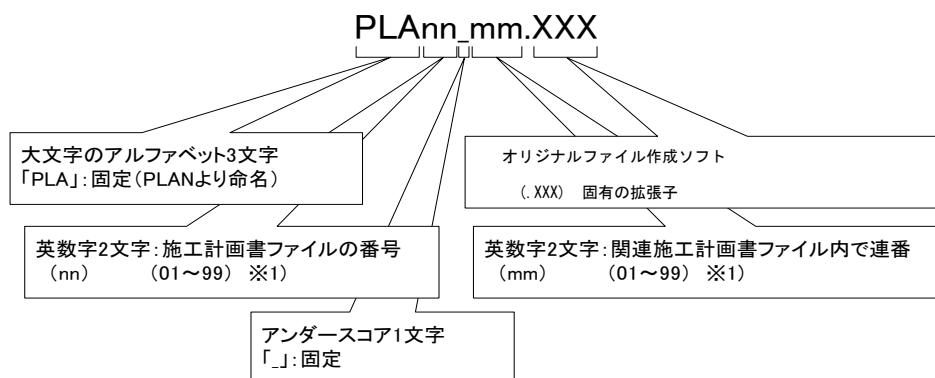 PLAnn_mm.XXX
大文字のアルファベット3文字
「PLA」:固定(PLANより命名)
オリジナルファイル作成ソフト
(.XXX) 固有の拡張子
英数字2文字:施工計画書ファイルの番号
(nn) (01～99) ※1)
英数字2文字:関連施工計画書ファイル内で連番
(mm) (01～99) ※1)
アンダースコア1文字
「_」:固定